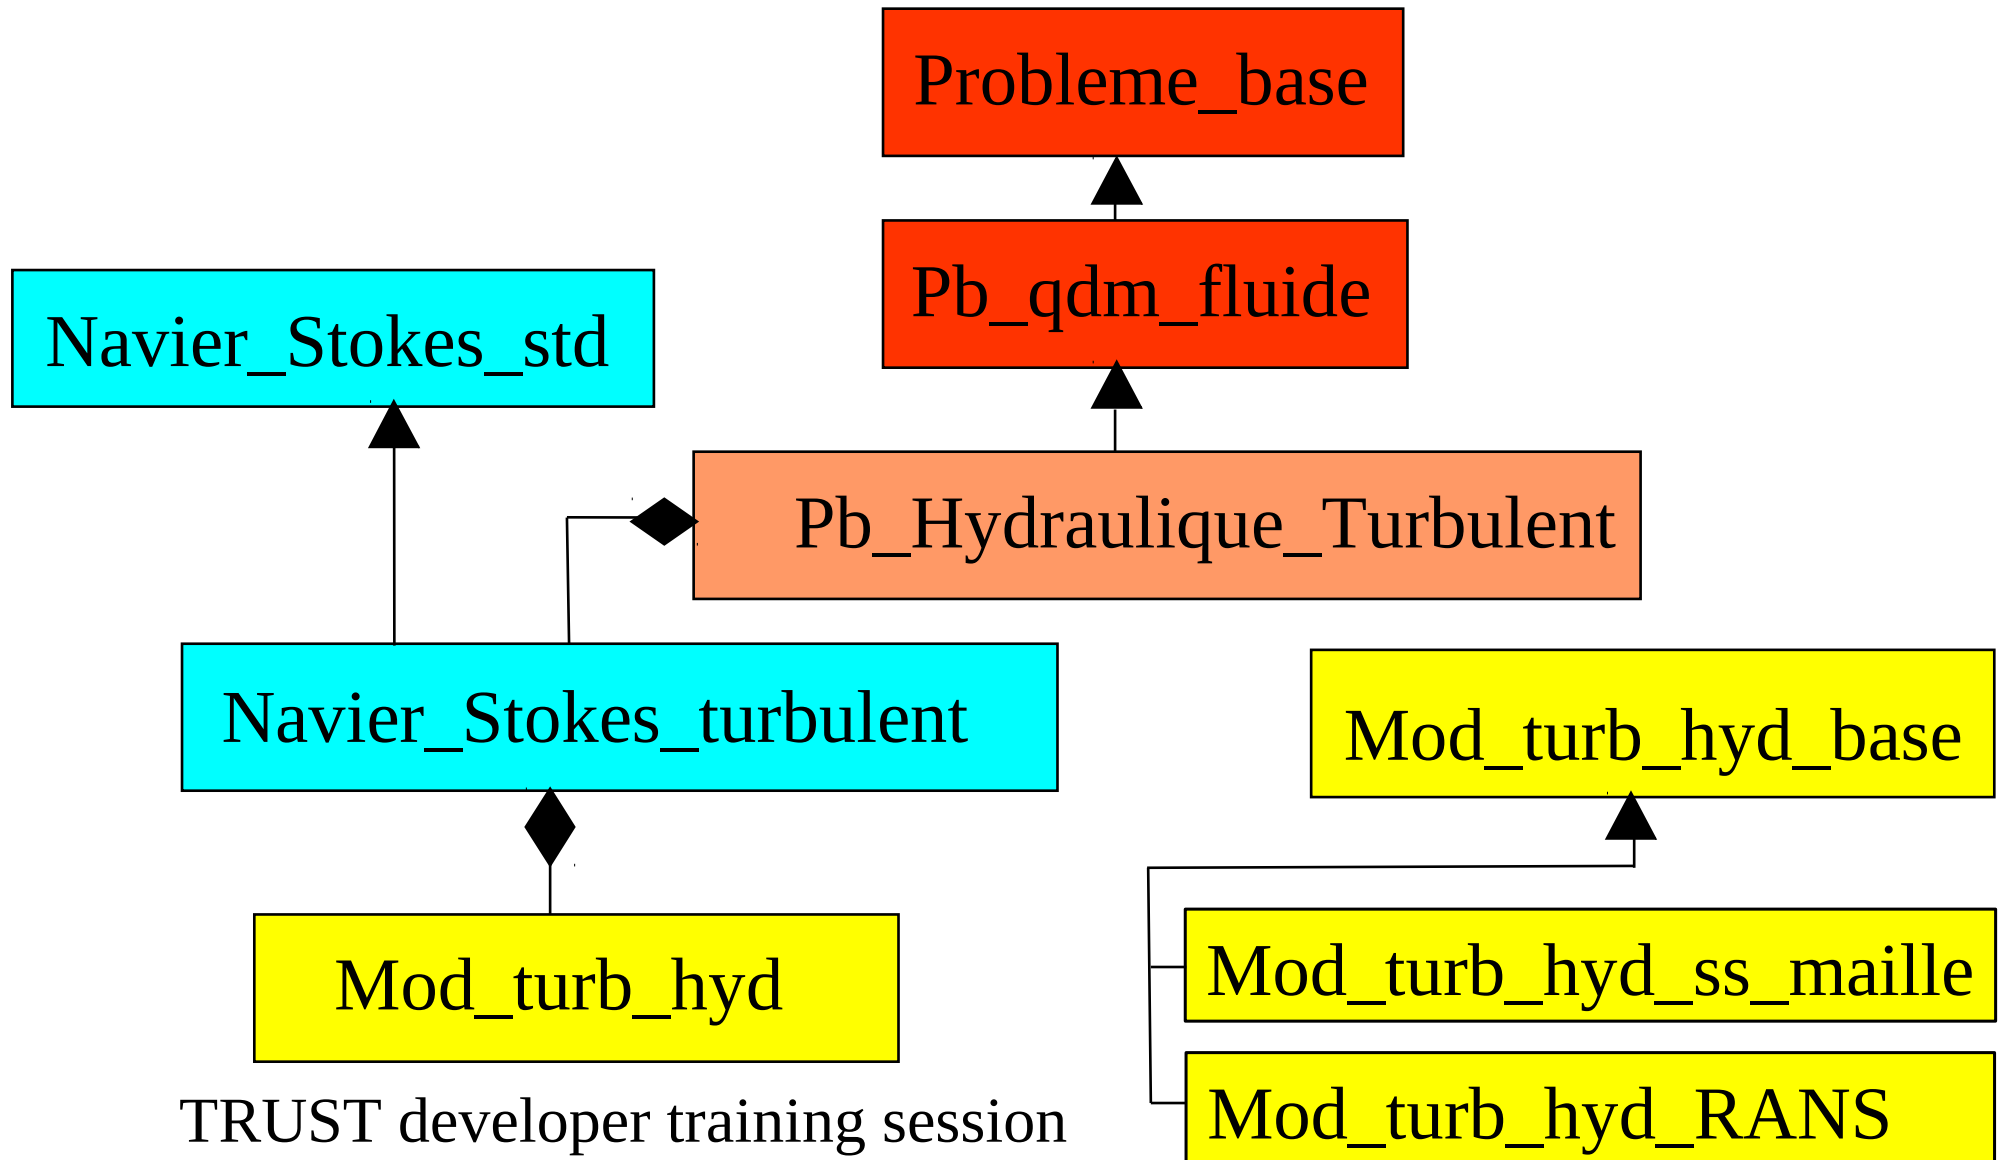 Probleme_base
Pb_qdm_fluide
Navier_Stokes_std
Pb_Hydraulique_Turbulent
Navier_Stokes_turbulent
Mod_turb_hyd_base
Mod_turb_hyd
Mod_turb_hyd_ss_maille
Mod_turb_hyd_RANS
TRUST developer training session